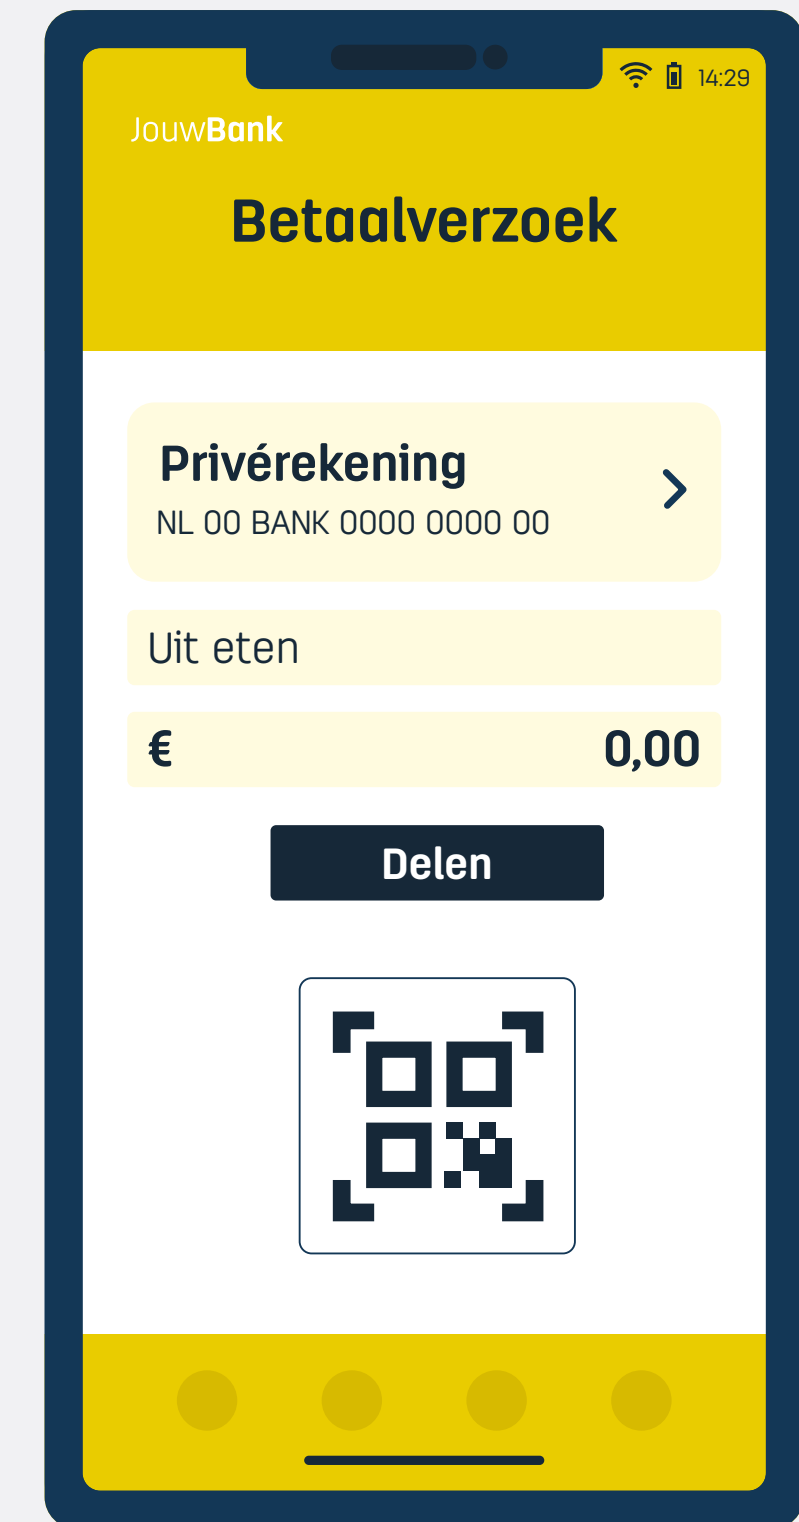 14:29
JouwBank
Betaalverzoek
Privérekening
NL 00 BANK 0000 0000 00
Uit eten
€ 0,00
Delen